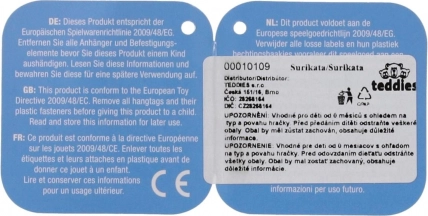 DE: Dieses Produkt entspricht der
Europäischen Spielwarenrichtlinie 2009/48/EG.
Entfernen Sie alle Anhänger und Befestigungs-
elemente bevor Sie dieses Produkt einem Kind
aushändigen. Lesen Sie diese Informationen und
bewahren Sie diese für eine spätere Verwendung auf.
GB: This product is conform to the European Toy
Directive 2009/48/EC. Remove all hangtags and their
plastic fasteners before giving this product to a child.
Read and store this information for later use.
FR: Ce produit est conforme à la directive Européenne
sur les jouets 2009/48/CE. Enlever toutes les
étiquettes et leurs attaches en plastique avant de
donner ce jouet à un enfant.
Lire et conserver ces informations
pour un usage ultérieur.
CE
NL: Dit product voldoet aan de
Europese speelgoedrichtlijn 2009/48/EG.
Verwijder alle losse labels en hun plastiek
00010109 Surikata/Surikata
Distributor/Distributor:
TEDDIES s.r.o.
Česká 151/16, Brno
IČO: 28268164
DIČ: CZ28268164
teddies
UPOZORNĚNÍ: Vhodné pro děti od 0 měsíců s ohledem na
typ a povahu hračky. Před předáním dítěti odstraňte veškeré
obaly. Obal by měl zůstat zachován, obsahuje důležité
informace.
UPOZORNENIE: Vhodné pre deti od 0 mesiacov s ohľadom na
typ a povahu hračky. Pred odovzdaním dieťaťu odstráňte
všetky obaly. Obal by mal zostať zachovaný, obsahuje
dôležité informácie.
informazioni per uso futuro.